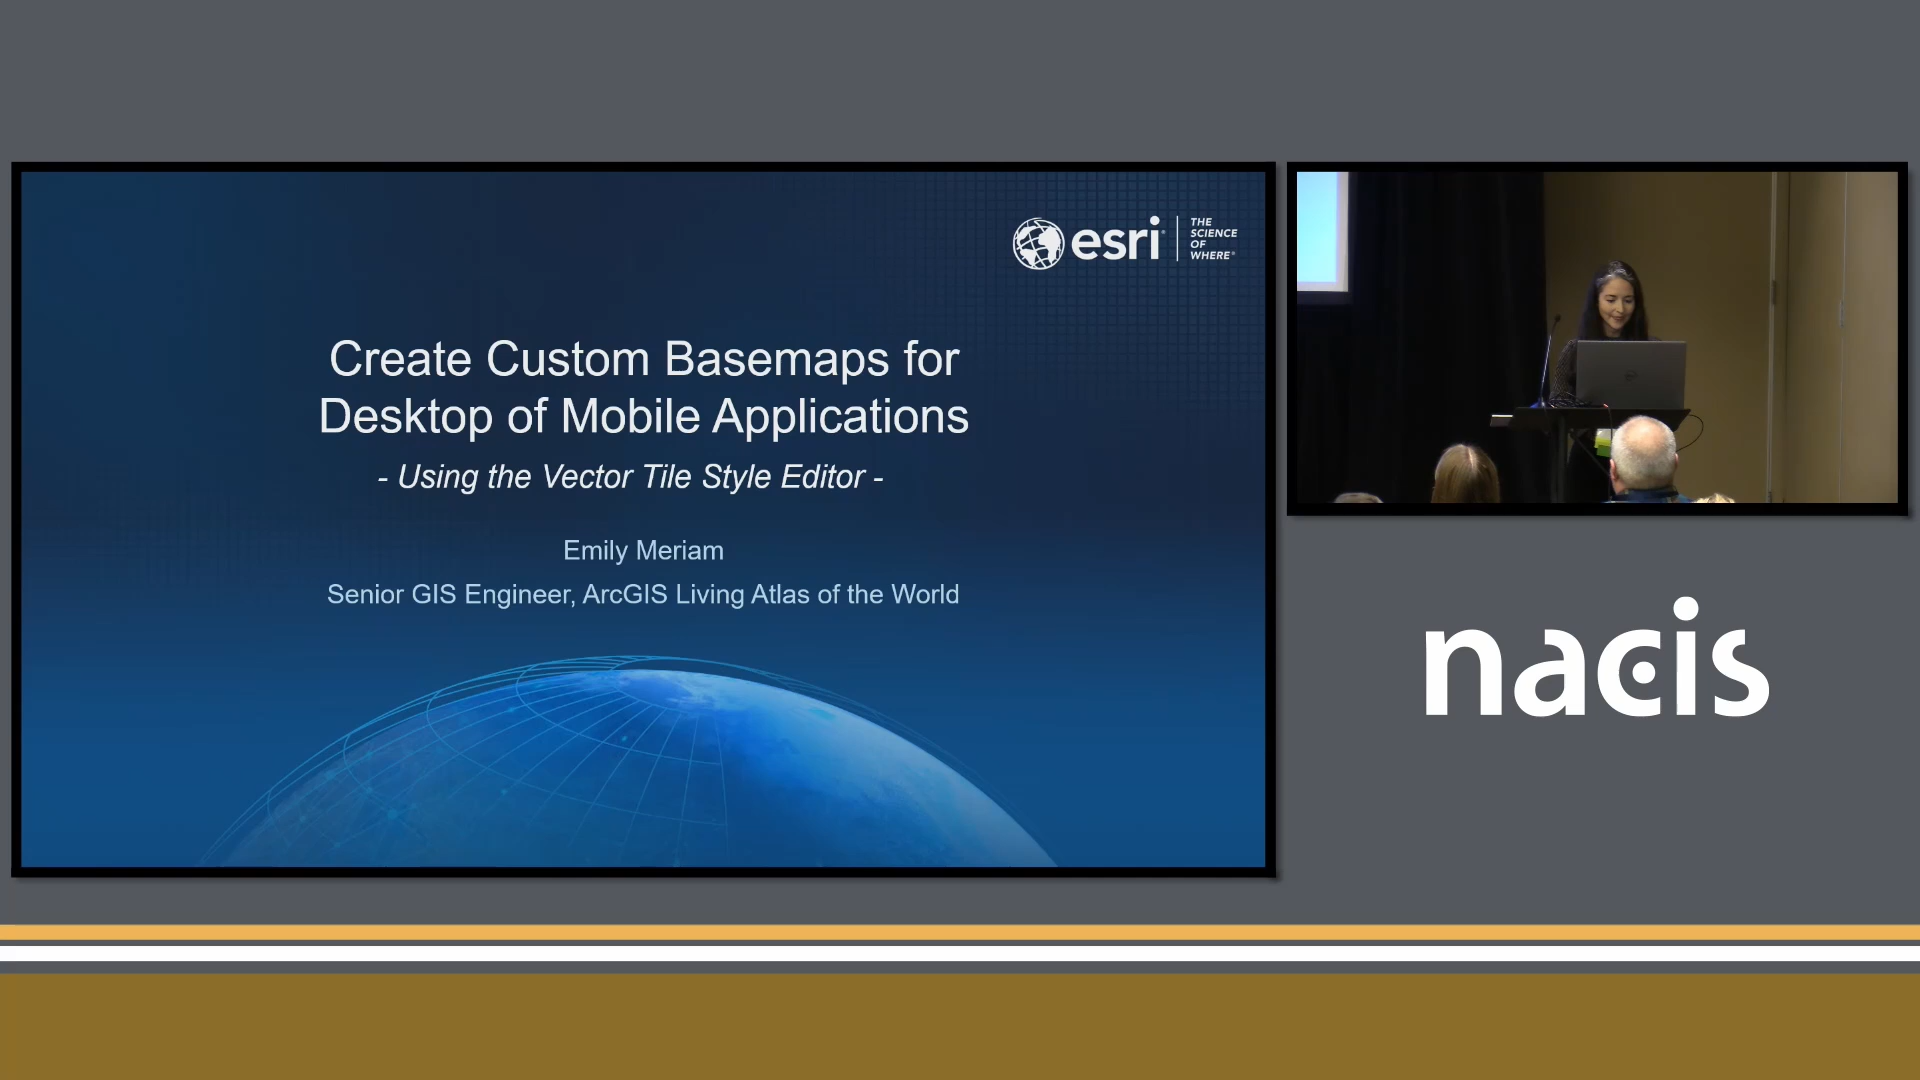 esri
THE
SCIENCE
OF
WHERE®
Create Custom Basemaps for
Desktop of Mobile Applications
- Using the Vector Tile Style Editor -
Emily Meriam
Senior GIS Engineer, ArcGIS Living Atlas of the World
nacis